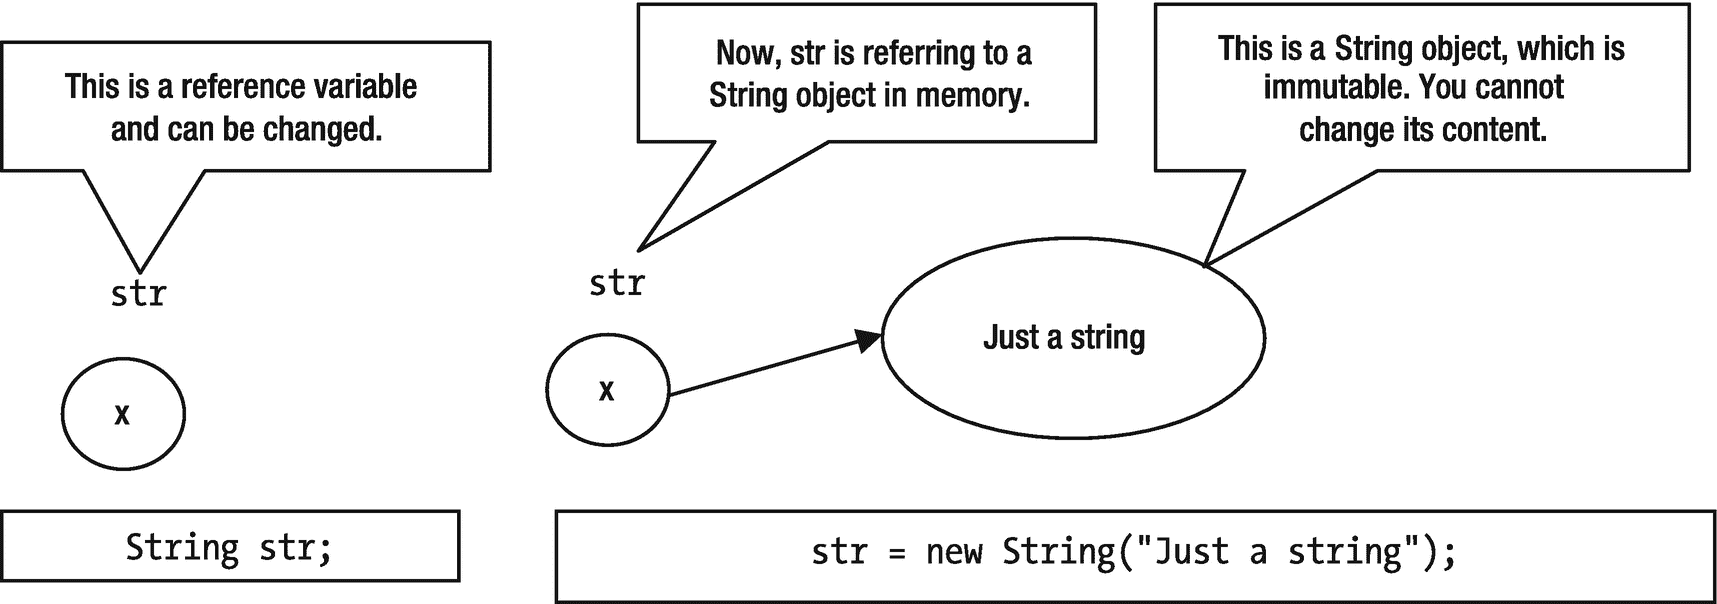 This is a reference variable
and can be changed.
str
x
String str;
Now, str is referring to a
String object in memory.
str
x
This is a String object, which is
immutable. You cannot
change its content.
Just a string
str = new String("Just a string");